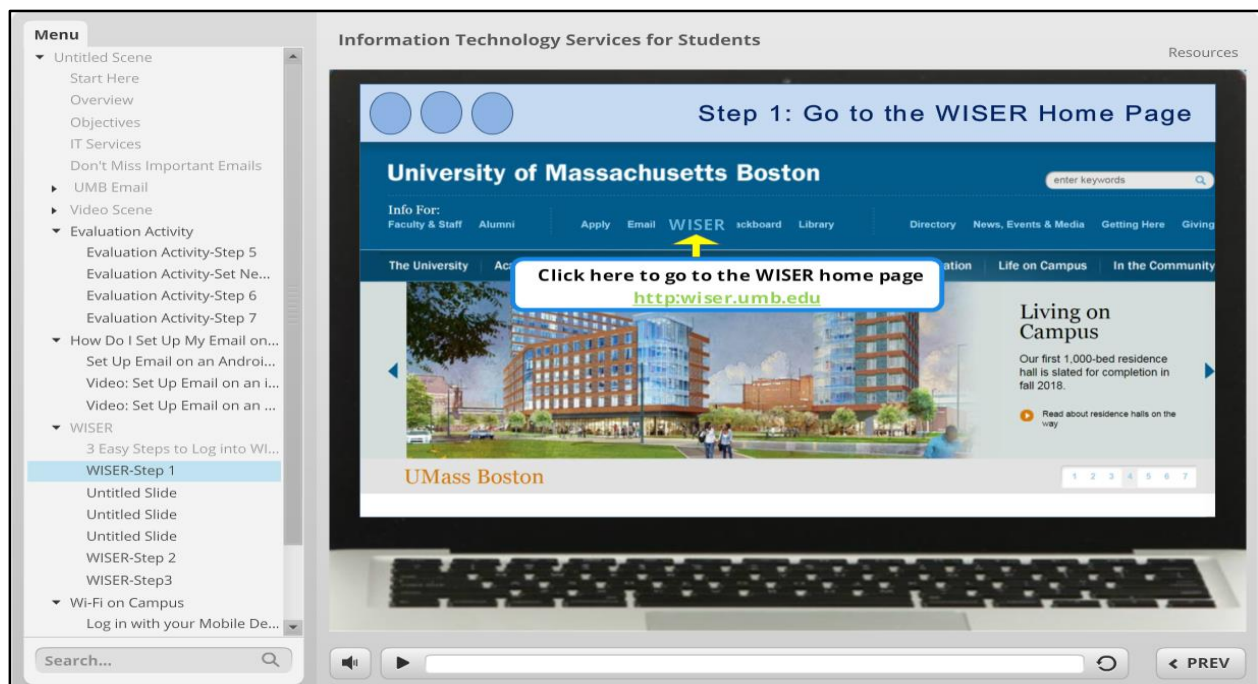 Menu
Untitled Scene
Start Here
Overview
Objectives
IT Services
Don't Miss Important Emails
UMB Email
Video Scene
Evaluation Activity
Evaluation Activity-Step 5
Evaluation Activity-Set Ne...
Evaluation Activity-Step 6
Evaluation Activity-Step 7
How Do I Set Up My Email on...
Set Up Email on an Androi...
Video: Set Up Email on an i...
Video: Set Up Email on an ...
WISER
3 Easy Steps to Log into WI...
WISER-Step 1
Untitled Slide
Untitled Slide
Untitled Slide
WISER-Step 2
WISER-Step3
Wi-Fi on Campus
Log in with your Mobile De...
Search...
Information Technology Services for Students
Resources
Step 1: Go to the WISER Home Page
University of Massachusetts Boston
enter keywords
Info For:
Faculty & Staff Alumni Apply Email WISER ackboard Library Directory News, Events & Media Getting Here Giving
The University Aca ation Life on Campus In the Community
Click here to go to the WISER home page
http:wiser.umb.edu
Living on
Campus
Our first 1,000-bed residence
hall is slated for completion in
fall 2018.
Read about residence halls on the
way
UMass Boston
1 2 3 4 5 6 7
PREV